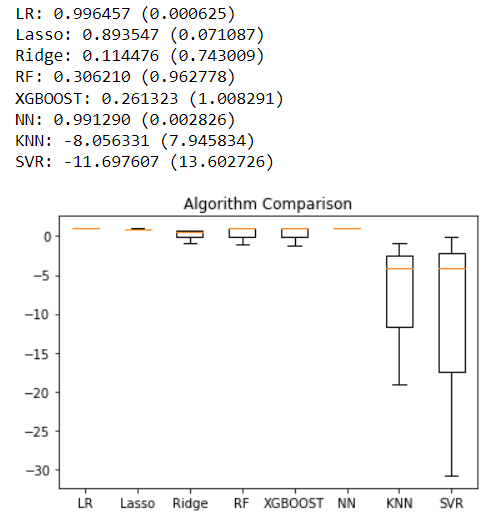 LR: 0.996457 (0.000625)
Lasso: 0.893547 (0.071087)
Ridge: 0.114476 (0.743009)
RF: 0.306210 (0.962778)
XGBOOST: 0.261323 (1.008291)
NN: 0.991290 (0.002826)
KNN: -8.056331 (7.945834)
SVR: -11.697607 (13.602726)
Algorithm Comparison
0
−5
−10
−15
−20
−25
−30
LR Lasso Ridge RF XGBOOST NN KNN SVR